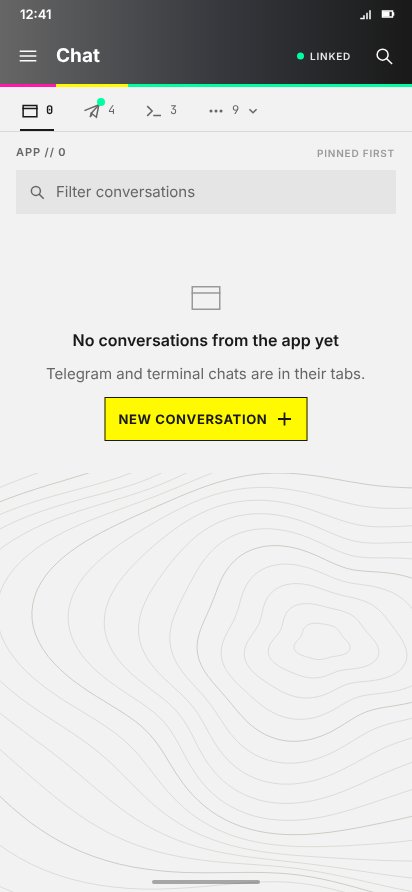 12:41
Chat
LINKED
0
4
3
9
APP // 0
PINNED FIRST
Filter conversations
No conversations from the app yet
Telegram and terminal chats are in their tabs.
NEW CONVERSATION